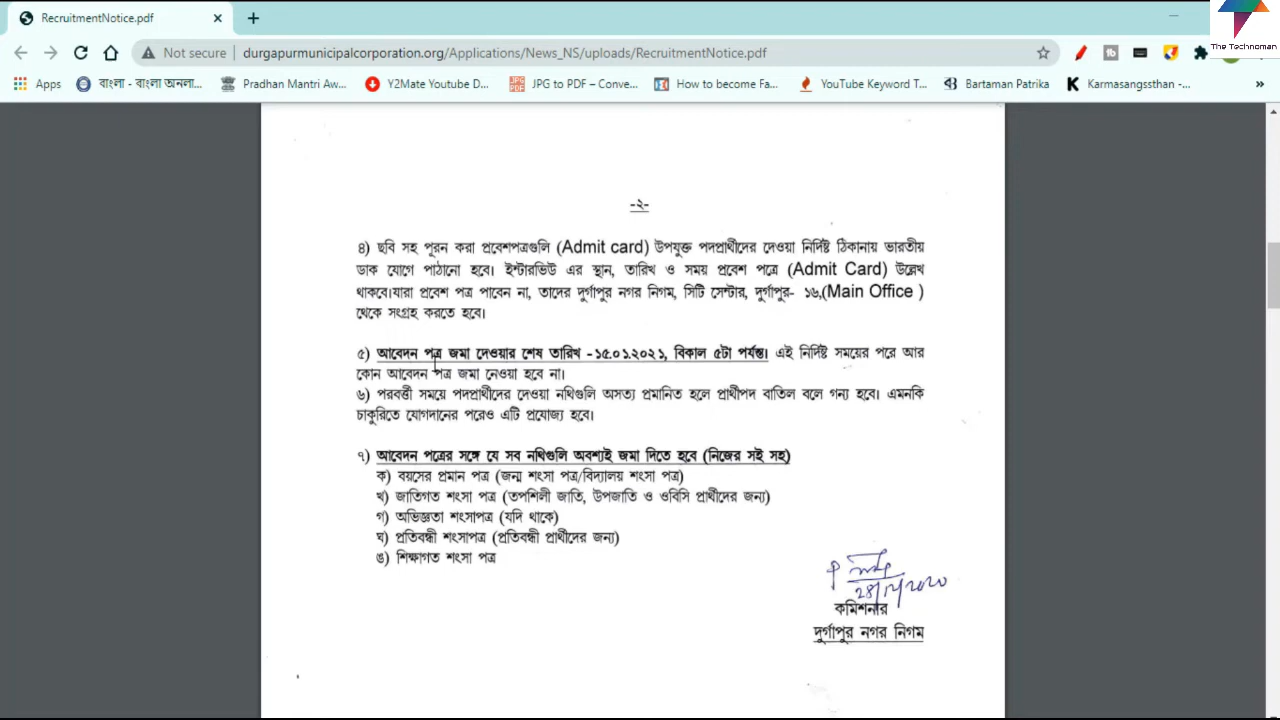 RecruitmentNotice.pdf
The Technoman
Not secure
durgapurmunicipalcorporation.org/Applications/News_NS/uploads/RecruitmentNotice.pdf
Apps
বাংলা - বাংলা অনলা...
Pradhan Mantri Aw...
Y2Mate Youtube D...
JPG to PDF – Conve...
How to become Fa...
YouTube Keyword T...
Bartaman Patrika
Karmasangssthan -...
-২-
৪) ছবি সহ পূরন করা প্রবেশপত্রগুলি (Admit card) উপযুক্ত পদপ্রার্থীদের দেওয়া নির্দিষ্ট ঠিকানায় ভারতীয়
ডাক যোগে পাঠানো হবে। ইন্টারভিউ এর স্থান, তারিখ ও সময় প্রবেশ পত্রে (Admit Card) উল্লেখ
থাকবে।যারা প্রবেশ পত্র পাবেন না, তাদের দুর্গাপুর নগর নিগম, সিটি সেন্টার, দুর্গাপুর- ১৬,(Main Office )
থেকে সংগ্রহ করতে হবে।
৫) আবেদন পত্র জমা দেওয়ার শেষ তারিখ -১৫.০১.২০২১, বিকাল ৫টা পর্যন্ত। এই নির্দিষ্ট সময়ের পরে আর
কোন আবেদন পত্র জমা নেওয়া হবে না।
৬) পরবর্ত্তী সময়ে পদপ্রার্থীদের দেওয়া নথিগুলি অসত্য প্রমানিত হলে প্রার্থীপদ বাতিল বলে গন্য হবে। এমনকি
চাকুরিতে যোগদানের পরেও এটি প্রযোজ্য হবে।
৭) আবেদন পত্রের সঙ্গে যে সব নথিগুলি অবশ্যই জমা দিতে হবে (নিজের সই সহ)
ক) বয়সের প্রমান পত্র (জন্ম শংসা পত্র/বিদ্যালয় শংসা পত্র)
খ) জাতিগত শংসা পত্র (তপশিলী জাতি, উপজাতি ও ওবিসি প্রার্থীদের জন্য)
গ) অভিজ্ঞতা শংসাপত্র (যদি থাকে)
ঘ) প্রতিবন্ধী শংসাপত্র (প্রতিবন্ধী প্রার্থীদের জন্য)
ঙ) শিক্ষাগত শংসা পত্র
28/12/2020
কমিশনার
দুর্গাপুর নগর নিগম